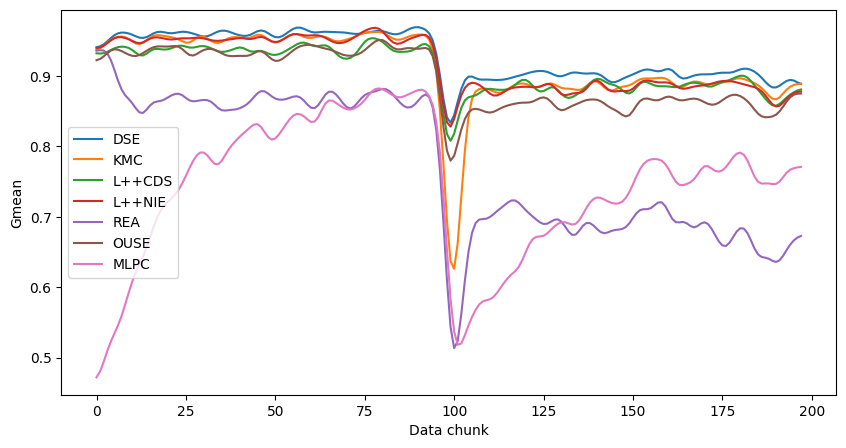 Gmean
0.9
0.8
0.7
0.6
0.5
DSE
KMC
L++CDS
L++NIE
REA
OUSE
MLPC
0 25 50 75 100 125 150 175 200
Data chunk